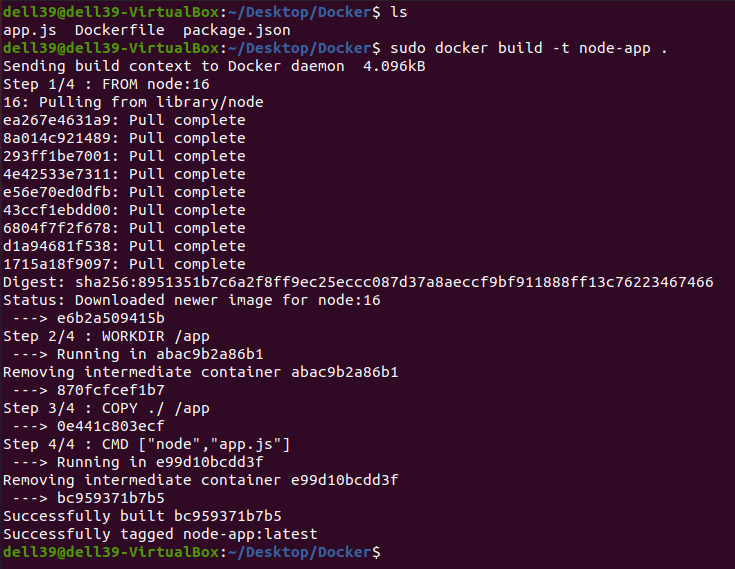 dell39@dell39-VirtualBox:~/Desktop/Docker$ ls
app.js  Dockerfile  package.json
dell39@dell39-VirtualBox:~/Desktop/Docker$ sudo docker build -t node-app .
Sending build context to Docker daemon  4.096kB
Step 1/4 : FROM node:16
16: Pulling from library/node
ea267e4631a9: Pull complete
8a014c921489: Pull complete
293ff1be7001: Pull complete
4e42533e7311: Pull complete
e56e70ed0dfb: Pull complete
43ccf1ebdd00: Pull complete
6804f7f2f678: Pull complete
d1a94681f538: Pull complete
1715a18f9097: Pull complete
Digest: sha256:8951351b7c6a2f8ff9ec25eccc087d37a8aeccf9bf911888ff13c76223467466
Status: Downloaded newer image for node:16
 ---> e6b2a509415b
Step 2/4 : WORKDIR /app
 ---> Running in abac9b2a86b1
Removing intermediate container abac9b2a86b1
 ---> 870fcfcef1b7
Step 3/4 : COPY ./ /app
 ---> 0e441c803ecf
Step 4/4 : CMD ["node","app.js"]
 ---> Running in e99d10bcdd3f
Removing intermediate container e99d10bcdd3f
 ---> bc959371b7b5
Successfully built bc959371b7b5
Successfully tagged node-app:latest
dell39@dell39-VirtualBox:~/Desktop/Docker$